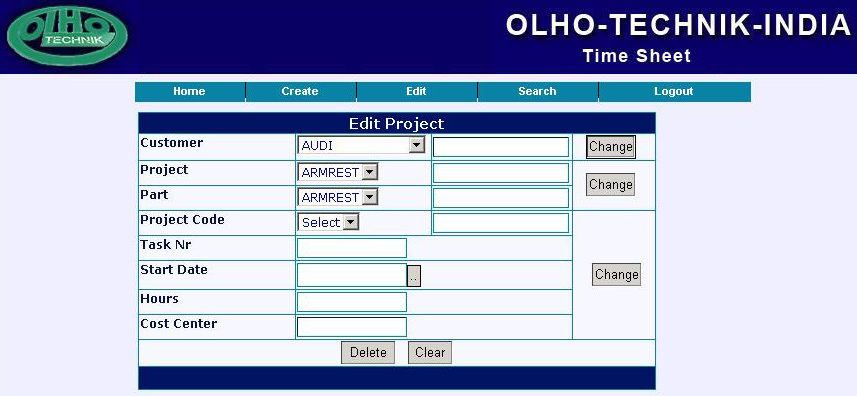 OLHO TECHNIK
OLHO-TECHNIK-INDIA
Time Sheet
Home Create Edit Search Logout
Edit Project
Customer AUDI Change
Project ARMREST Change
Part ARMREST
Project Code Select
Task Nr
Start Date .. Change
Hours
Cost Center
Delete Clear